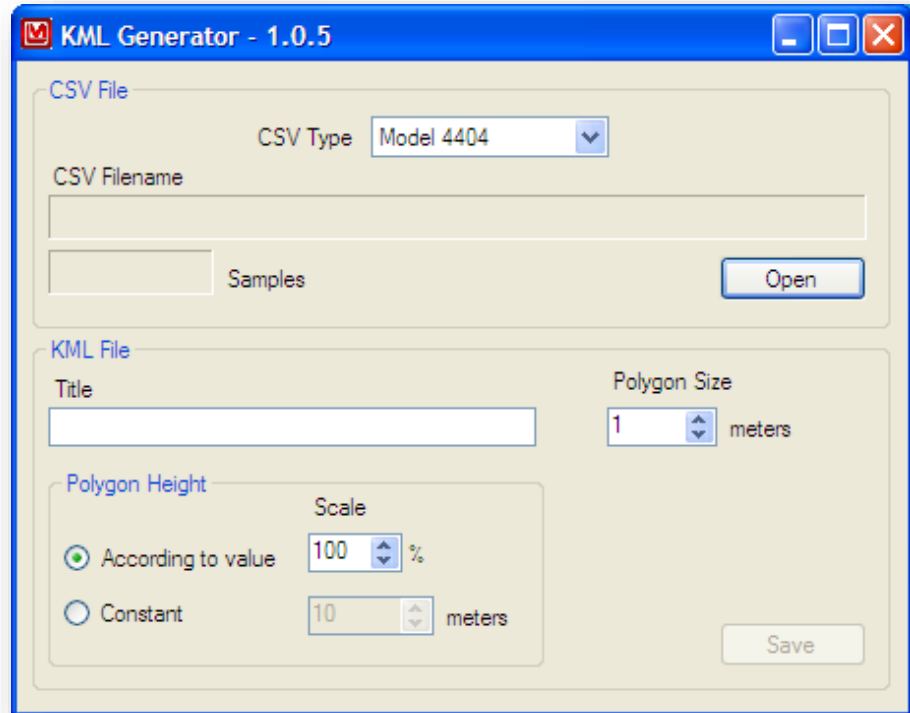 KML Generator - 1.0.5
CSV File
CSV Type Model 4404
CSV Filename
Samples Open
KML File
Title Polygon Size
1 meters
Polygon Height
Scale
According to value 100 %
Constant 10 meters
Save